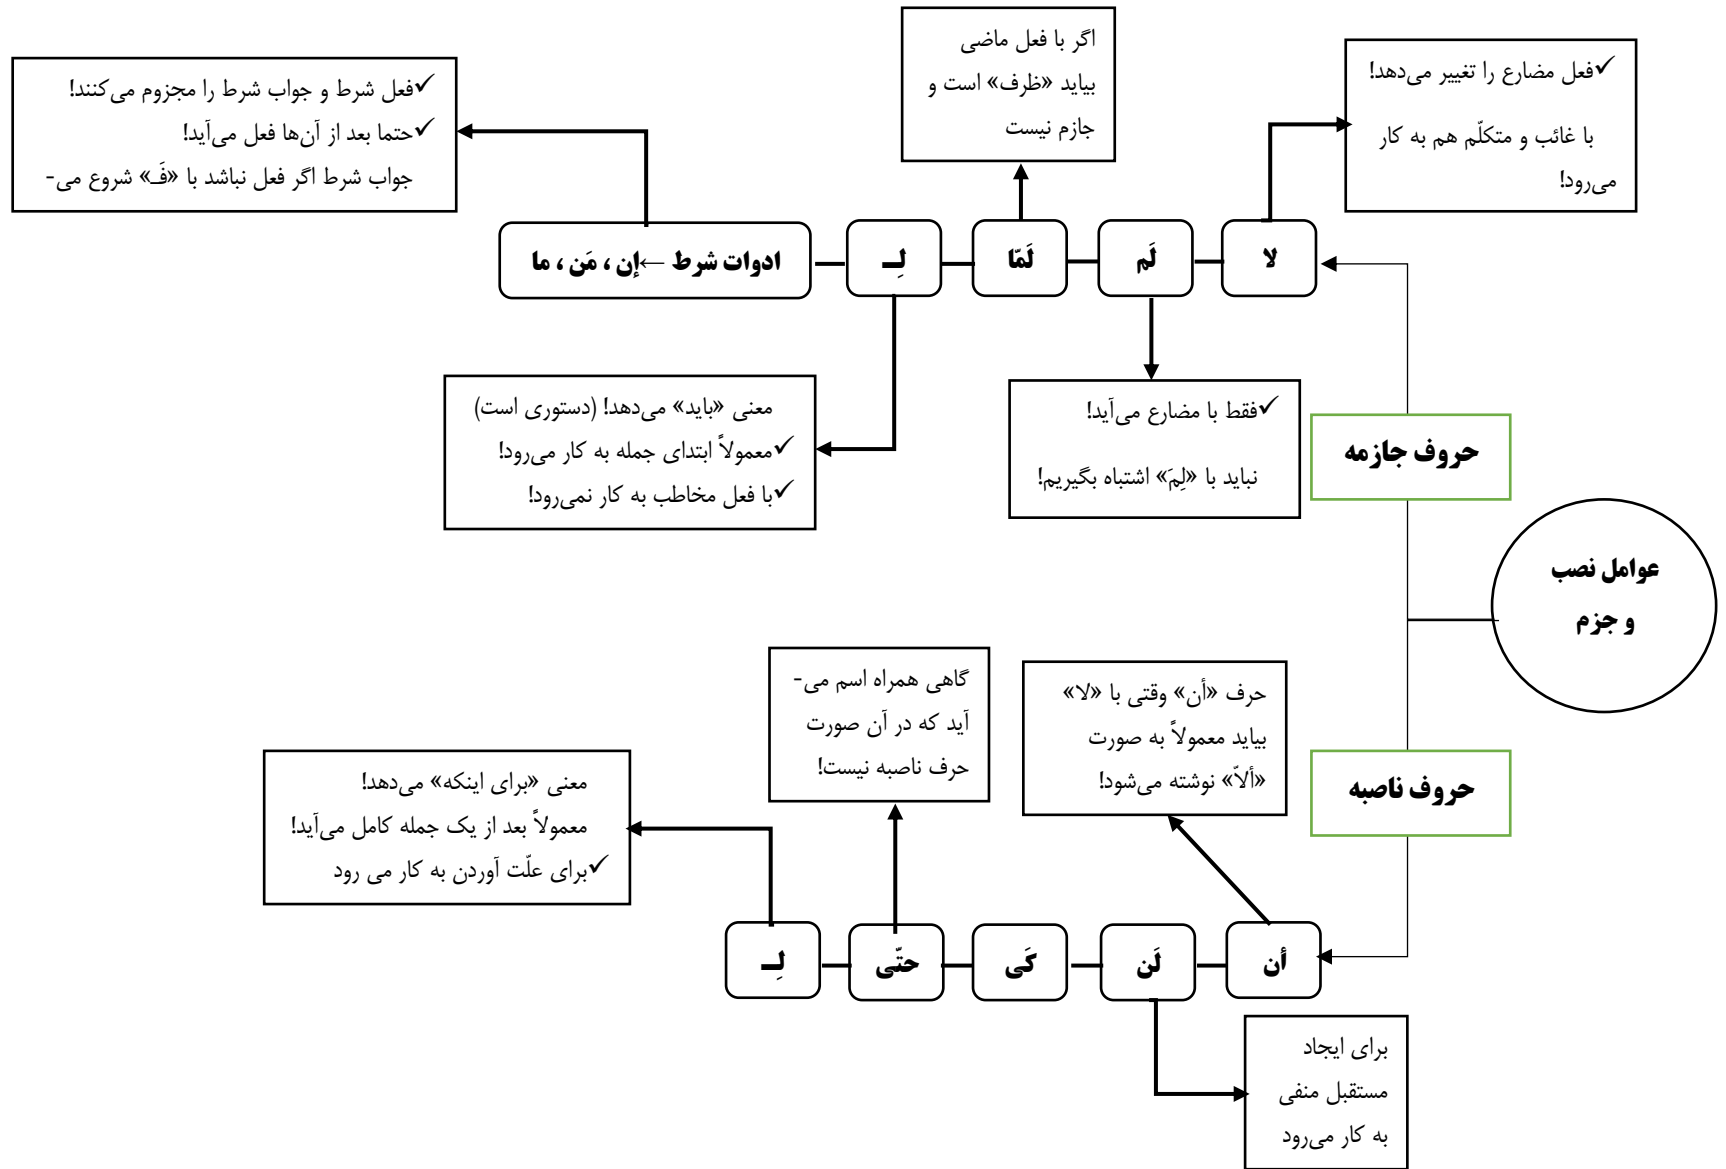 اگر با فعل ماضی
بیاید «ظرف» است و
جازم نیست
✓فعل مضارع را تغییر می‌دهد!
با غائب و متکلّم هم به کار
می‌رود!
✓فعل شرط و جواب شرط را مجزوم می‌کنند!
✓حتما بعد از آن‌ها فعل می‌آید!
جواب شرط اگر فعل نباشد با «فَـ» شروع می-
لا
لَم
لَمّا
لِـ
ادوات شرط ←إن ، مَن ، ما
معنی «باید» می‌دهد! (دستوری است)
✓معمولاً ابتدای جمله به کار می‌رود!
✓با فعل مخاطب به کار نمی‌رود!
✓فقط با مضارع می‌آید!
نباید با «لِمَ» اشتباه بگیریم!
حروف جازمه
عوامل نصب
و جزم
حروف ناصبه
حرف «أن» وقتی با «لا»
بیاید معمولاً به صورت
«ألاّ» نوشته می‌شود!
گاهی همراه اسم می-
آید که در آن صورت
حرف ناصبه نیست!
معنی «برای اینکه» می‌دهد!
معمولاً بعد از یک جمله کامل می‌آید!
✓برای علّت آوردن به کار می رود
أن
لَن
کَی
حتّی
لِـ
برای ایجاد
مستقبل منفی
به کار می‌رود